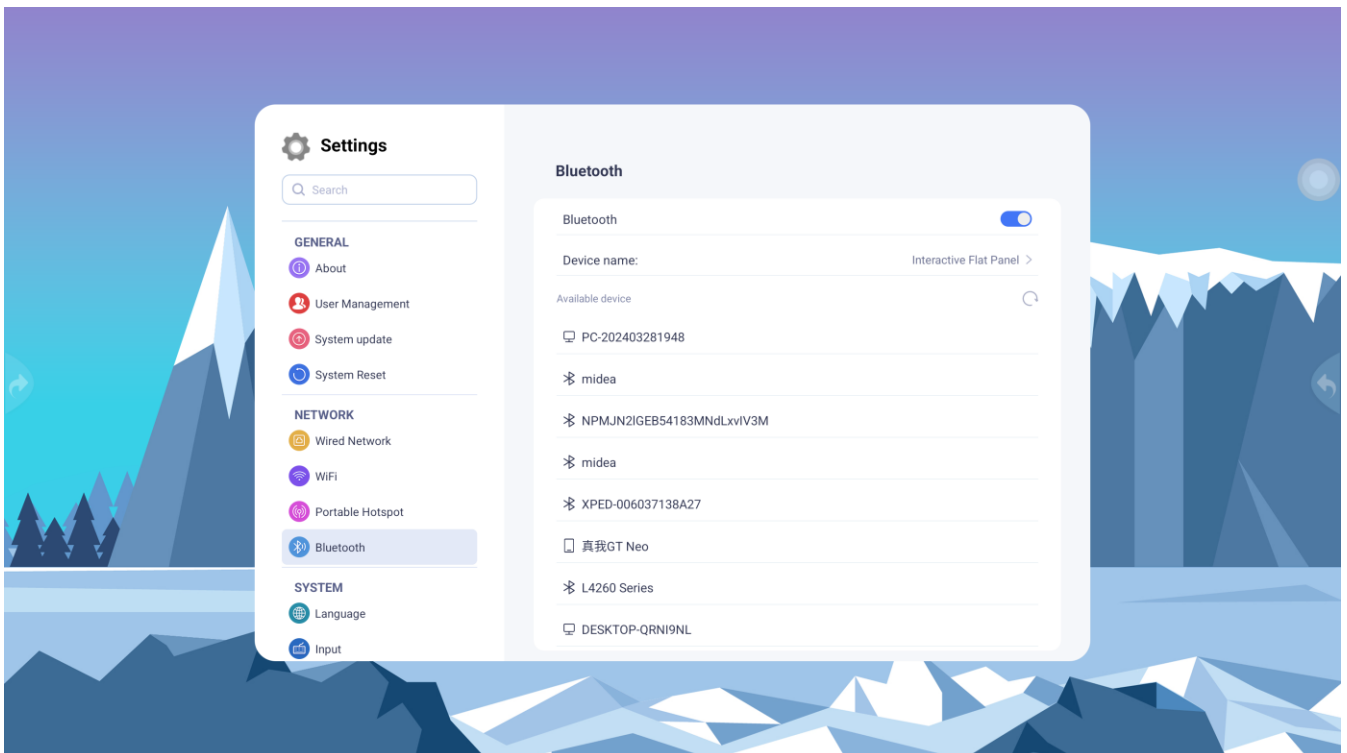 Settings
Search
GENERAL
About
User Management
System update
System Reset
NETWORK
Wired Network
WiFi
Portable Hotspot
Bluetooth
SYSTEM
Language
Input
Bluetooth
Bluetooth
Device name: Interactive Flat Panel
Available device
PC-202403281948
midea
NPMJN2lGEB54183MNdLxvIV3M
midea
XPED-006037138A27
真我GT Neo
L4260 Series
DESKTOP-QRNI9NL